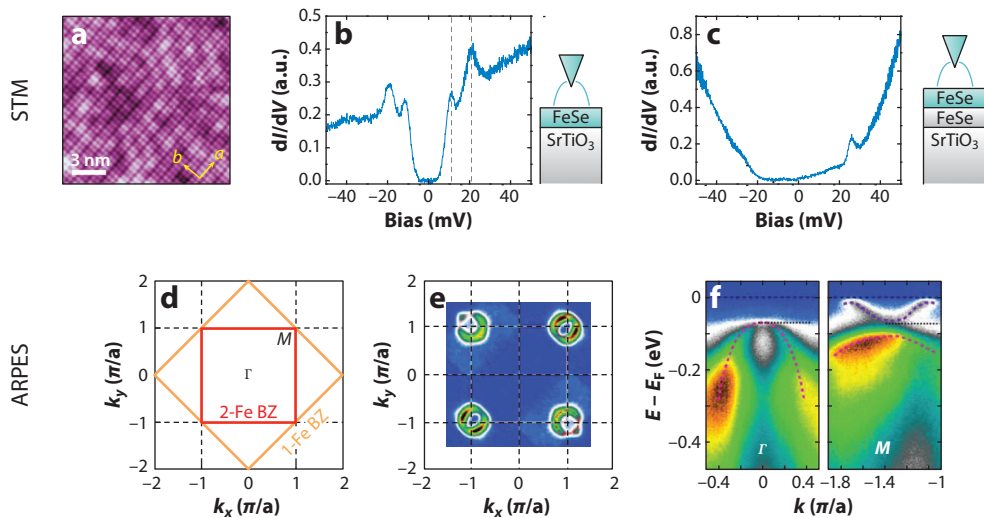 STM
a
3 nm
b
a
b
dI/dV (a.u.)
0.5
0.4
0.3
0.2
0.1
0.0
−40 −20 0 20 40
Bias (mV)
FeSe
SrTiO3
c
dI/dV (a.u.)
0.8
0.6
0.4
0.2
0.0
−40 −20 0 20 40
Bias (mV)
FeSe
FeSe
SrTiO3
ARPES
d
ky (π/a)
2
1
0
−1
−2
M
Γ
2-Fe BZ
1-Fe BZ
−2 −1 0 1 2
kx (π/a)
e
ky (π/a)
2
1
0
−1
−2
−2 −1 0 1 2
kx (π/a)
f
E − EF (eV)
0
−0.2
−0.4
Γ
M
−0.4 0 0.4
−1.8 −1.4 −1
k (π/a)